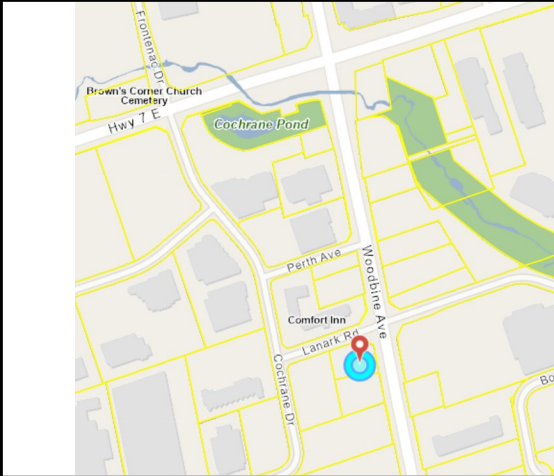 Frontenac Dr
Brown's Corner Church
Cemetery
Hwy 7 E
Cochrane Pond
Perth Ave
Woodbine Ave
Comfort Inn
Lanark Rd
Cochrane Dr
Bo